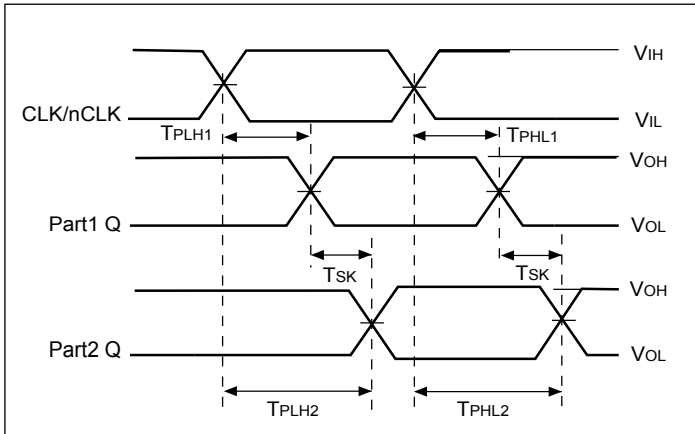 VIH
CLK/nCLK
VIL
TPLH1
TPHL1
VOH
Part1 Q
VOL
TSK
TSK
VOH
Part2 Q
VOL
TPLH2
TPHL2